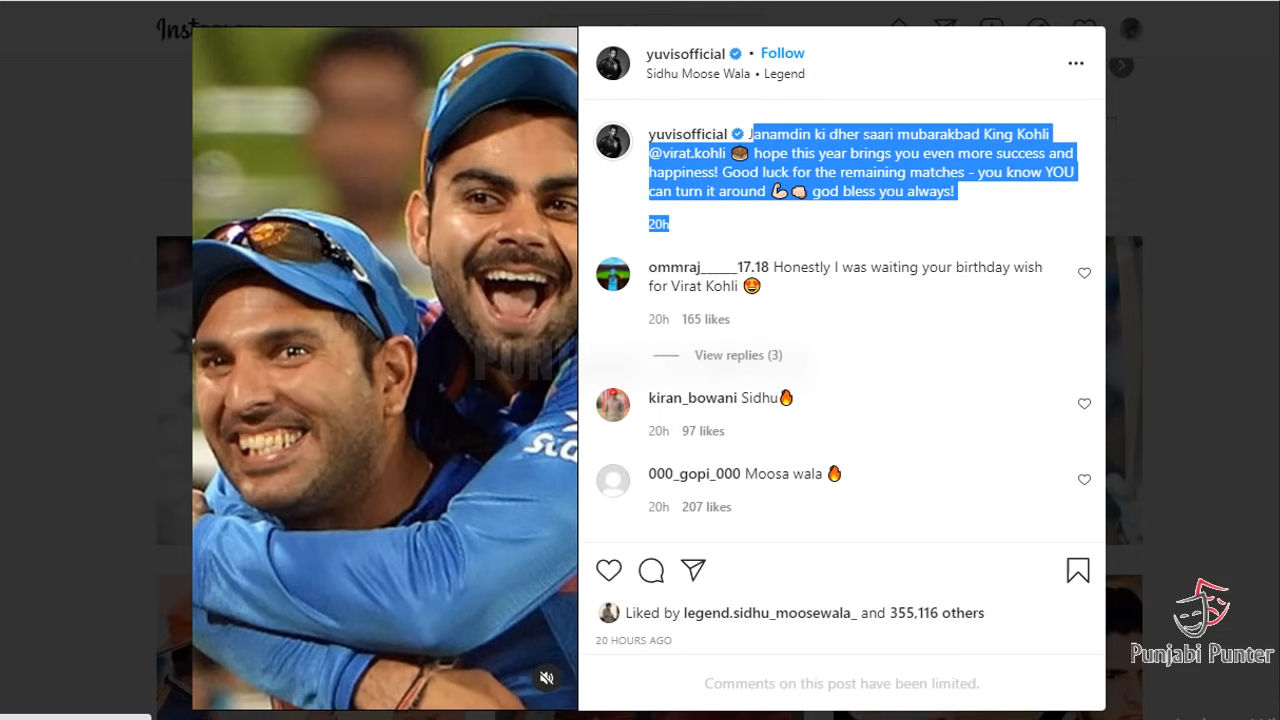 Instagram
yuvisofficial • Follow
Sidhu Moose Wala • Legend
yuvisofficial Janamdin ki dher saari mubarakbad King Kohli
@virat.kohli 🎂 hope this year brings you even more success and
happiness! Good luck for the remaining matches - you know YOU
can turn it around 💪🏻👊🏻 god bless you always!
20h
ommraj_____17.18 Honestly I was waiting your birthday wish
for Virat Kohli 🤩
20h 165 likes
View replies (3)
kiran_bowani Sidhu🔥
20h 97 likes
000_gopi_000 Moosa wala 🔥
20h 207 likes
Liked by legend.sidhu_moosewala_ and 355,116 others
20 HOURS AGO
Comments on this post have been limited.
Punjabi Punter